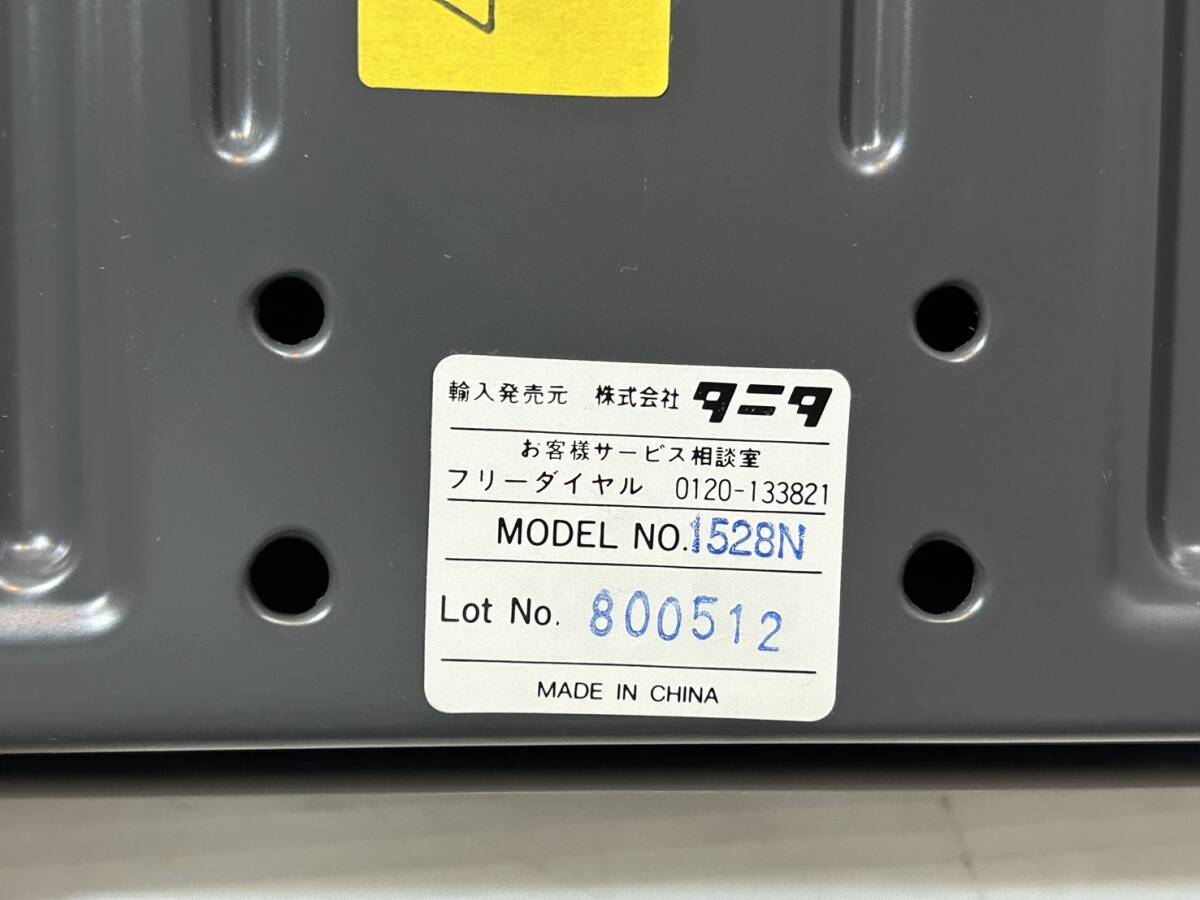 輸入発売元 株式会社 タニタ
お客様サービス相談室
フリーダイヤル 0120-133821
MODEL NO.1528N
Lot No. 800512
MADE IN CHINA